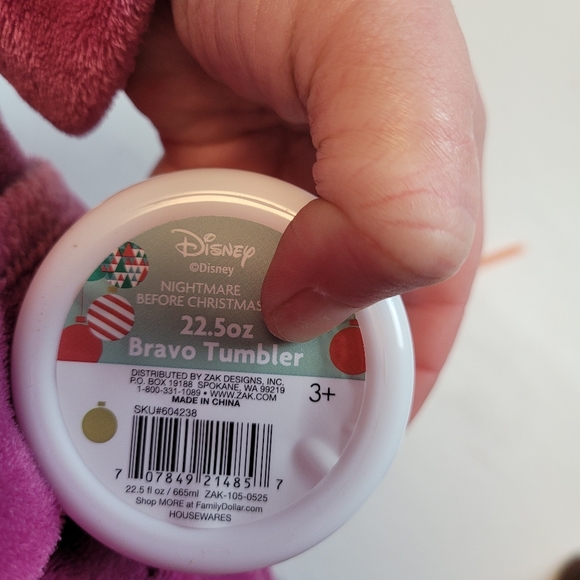 Disney
©Disney
NIGHTMARE
BEFORE CHRISTMAS
22.5oz
Bravo Tumbler
DISTRIBUTED BY ZAK DESIGNS, INC.
P.O. BOX 19188 SPOKANE, WA 99219
1-800-331-1089 • WWW.ZAK.COM
MADE IN CHINA
3+
SKU#604238
7 07849 21485 7
22.5 fl oz / 665ml ZAK-105-0525
Shop MORE at FamilyDollar.com
HOUSEWARES